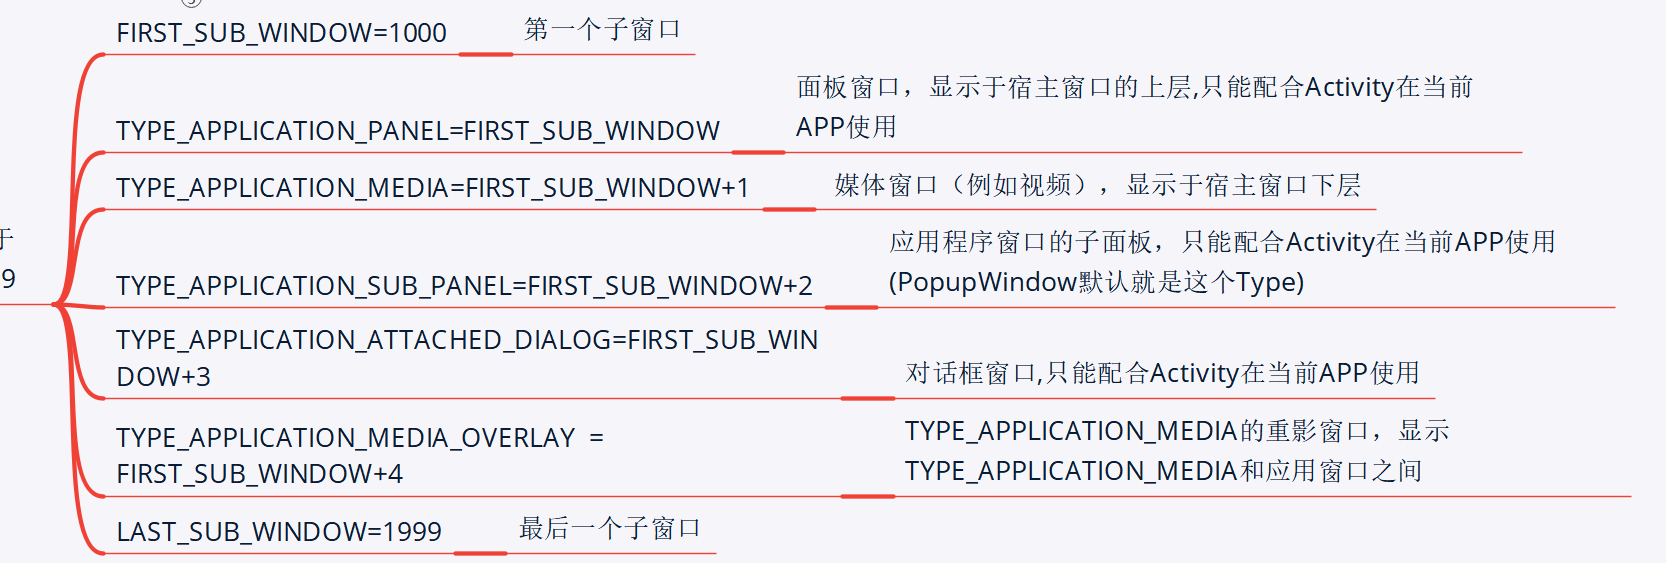 ③
FIRST_SUB_WINDOW=1000
第一个子窗口
面板窗口，显示于宿主窗口的上层,只能配合Activity在当前
APP使用
TYPE_APPLICATION_PANEL=FIRST_SUB_WINDOW
TYPE_APPLICATION_MEDIA=FIRST_SUB_WINDOW+1
媒体窗口（例如视频），显示于宿主窗口下层
于
9
应用程序窗口的子面板，只能配合Activity在当前APP使用
(PopupWindow默认就是这个Type)
TYPE_APPLICATION_SUB_PANEL=FIRST_SUB_WINDOW+2
TYPE_APPLICATION_ATTACHED_DIALOG=FIRST_SUB_WIN
DOW+3
对话框窗口,只能配合Activity在当前APP使用
TYPE_APPLICATION_MEDIA_OVERLAY  =
FIRST_SUB_WINDOW+4
TYPE_APPLICATION_MEDIA的重影窗口，显示
TYPE_APPLICATION_MEDIA和应用窗口之间
LAST_SUB_WINDOW=1999
最后一个子窗口